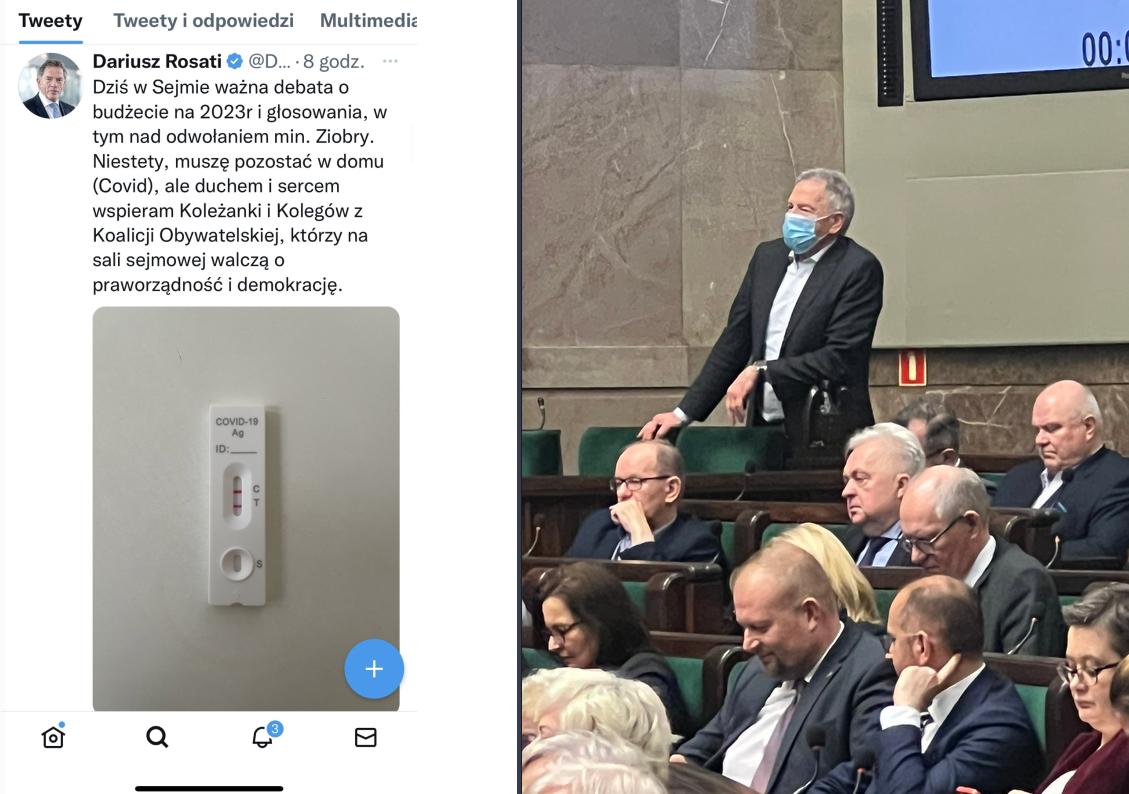 Tweety Tweety i odpowiedzi Multimedia
Dariusz Rosati @D... · 8 godz. ...
Dziś w Sejmie ważna debata o
budżecie na 2023r i głosowania, w
tym nad odwołaniem min. Ziobry.
Niestety, muszę pozostać w domu
(Covid), ale duchem i sercem
wspieram Koleżanki i Kolegów z
Koalicji Obywatelskiej, którzy na
sali sejmowej walczą o
praworządność i demokrację.
COVID-19
Ag
ID:____
C
T
S
+
3
00: